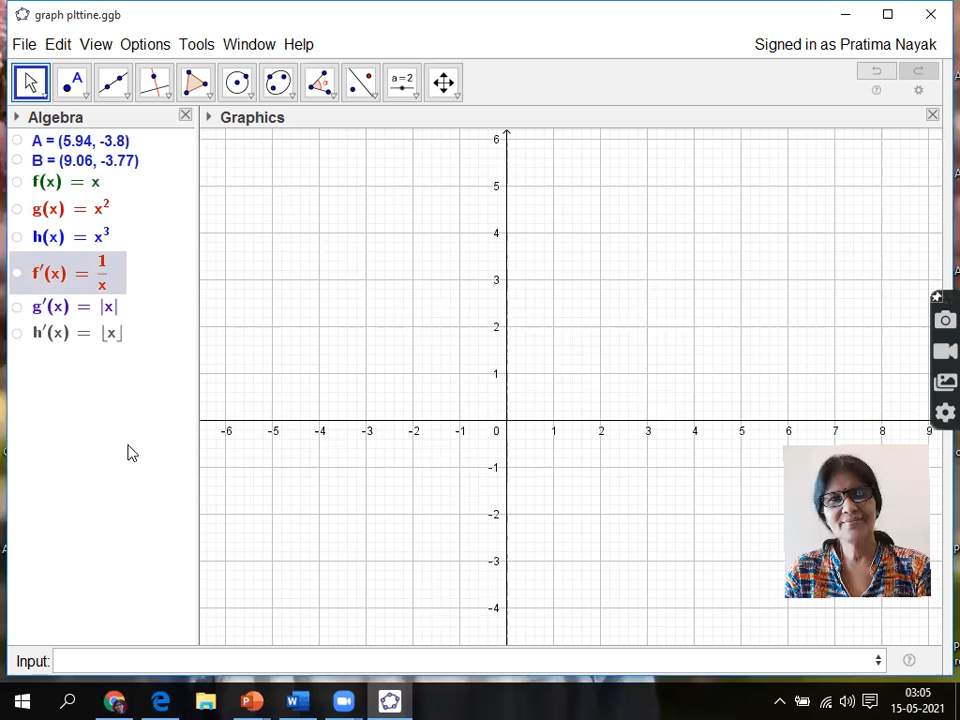 graph plttine.ggb
File Edit View Options Tools Window Help
Signed in as Pratima Nayak
A
α
a=2
Algebra
Graphics
A = (5.94, -3.8)
B = (9.06, -3.77)
f(x) = x
g(x) = x²
h(x) = x³
f′(x) = 1/x
g′(x) = |x|
h′(x) = ⌊x⌋
6
5
4
3
2
1
-6 -5 -4 -3 -2 -1 0 1 2 3 4 5 6 7 8 9
-1
-2
-3
-4
Input:
03:05
15-05-2021